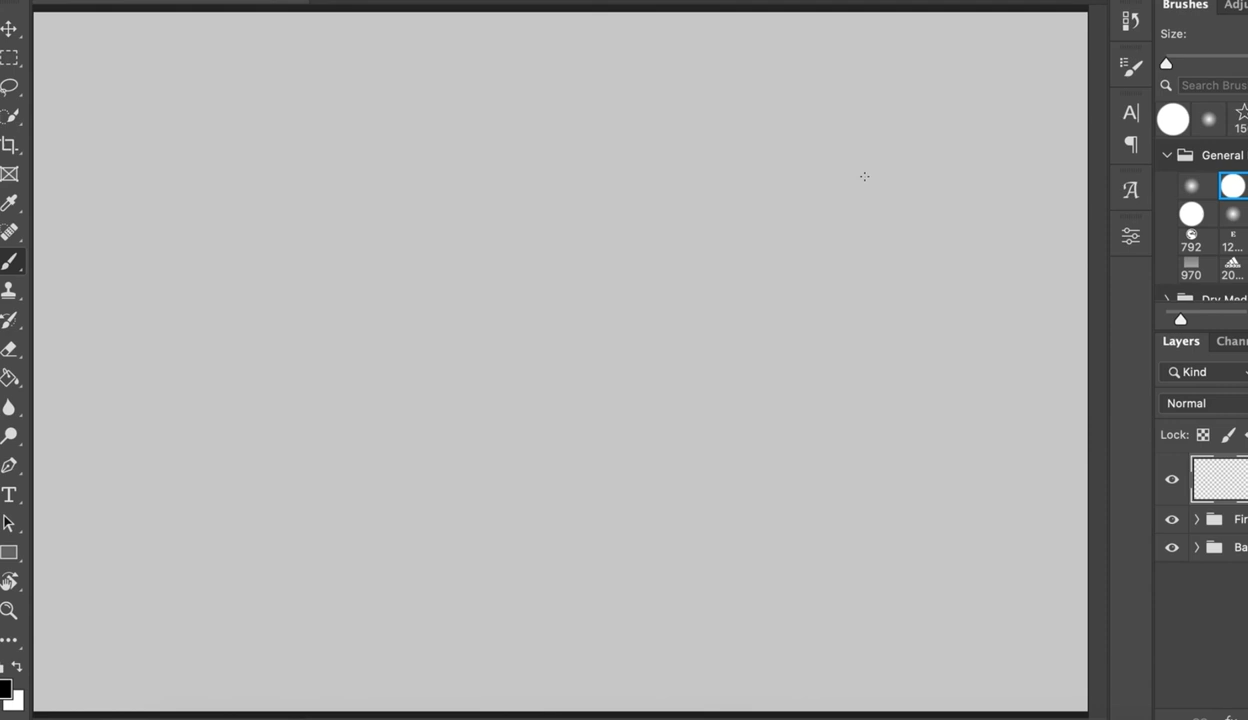 Brushes Adju
Size:
Search Brus
15
General
792 12...
970 20...
Dry Med
Layers Chann
Kind
Normal
Lock:
Fir
Ba